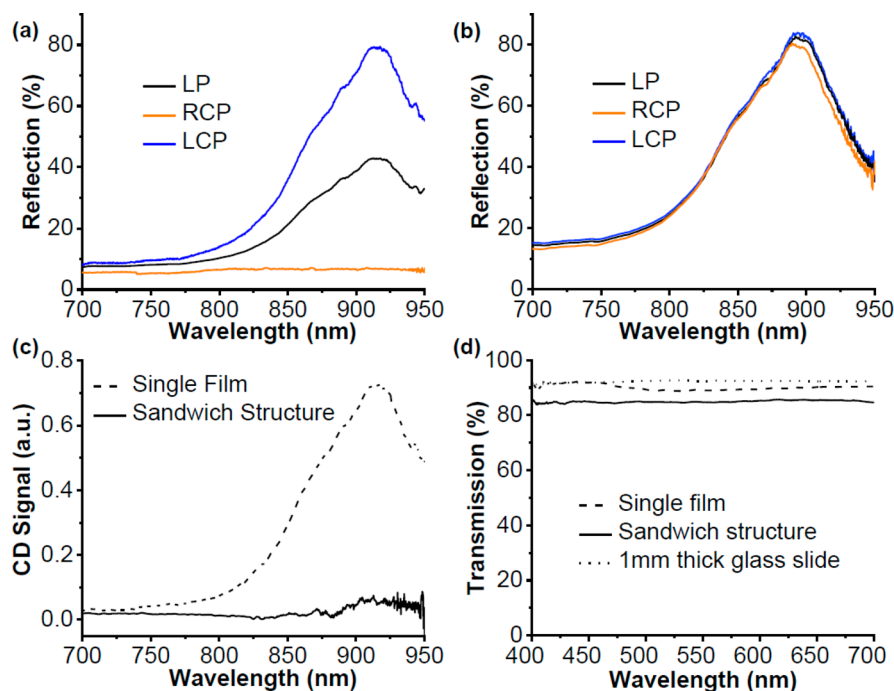 (a)
80
60
40
20
0
Reflection (%)
LP
RCP
LCP
700 750 800 850 900 950
Wavelength (nm)
(b)
80
60
40
20
0
Reflection (%)
LP
RCP
LCP
700 750 800 850 900 950
Wavelength (nm)
(c)
0.8
0.6
0.4
0.2
0.0
CD Signal (a.u.)
Single Film
Sandwich Structure
700 750 800 850 900 950
Wavelength (nm)
(d)
100
80
60
40
20
0
Transmission (%)
Single film
Sandwich structure
1mm thick glass slide
400 450 500 550 600 650 700
Wavelength (nm)